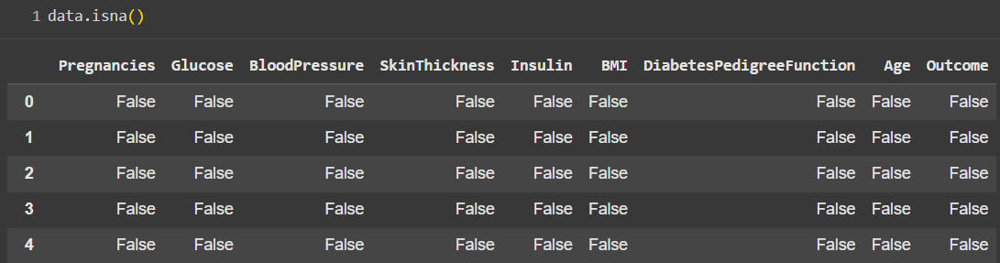 1 data.isna()
Pregnancies Glucose BloodPressure SkinThickness Insulin BMI DiabetesPedigreeFunction Age Outcome
0 False False False False False False False False False
1 False False False False False False False False False
2 False False False False False False False False False
3 False False False False False False False False False
4 False False False False False False False False False